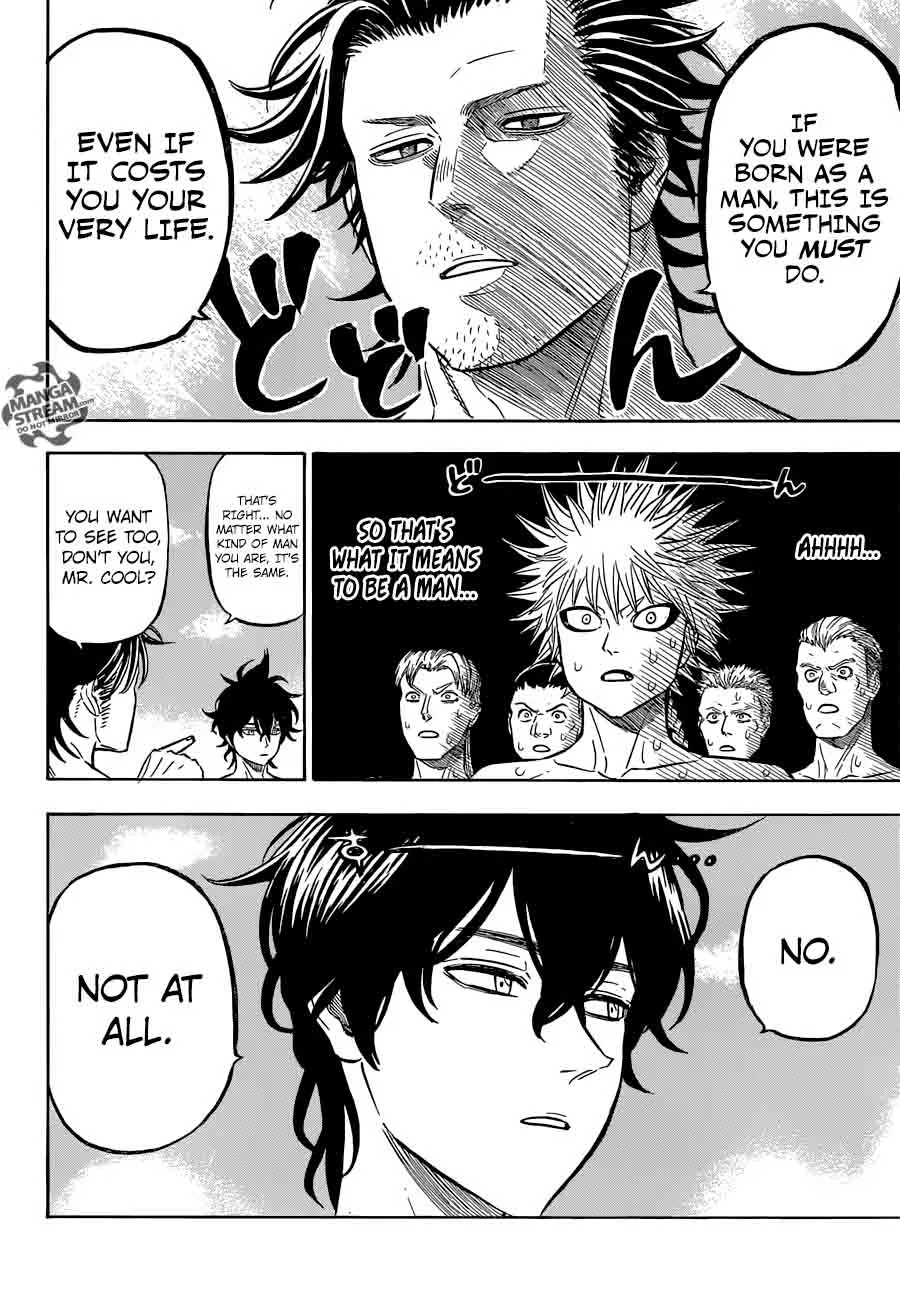 IF
YOU WERE
BORN AS A
MAN, THIS IS
SOMETHING
YOU MUST
DO.
EVEN IF
IT COSTS
YOU YOUR
VERY LIFE.
どどん
MANGA
STREAM.com
DO NOT MIRROR
AHHHH...
ど ん
SO THAT'S
WHAT IT MEANS
TO BE A MAN...
THAT'S
RIGHT... NO
MATTER WHAT
KIND OF MAN
YOU ARE, IT'S
THE SAME.
YOU WANT
TO SEE TOO,
DON'T YOU,
MR. COOL?
NO.
NOT AT
ALL.